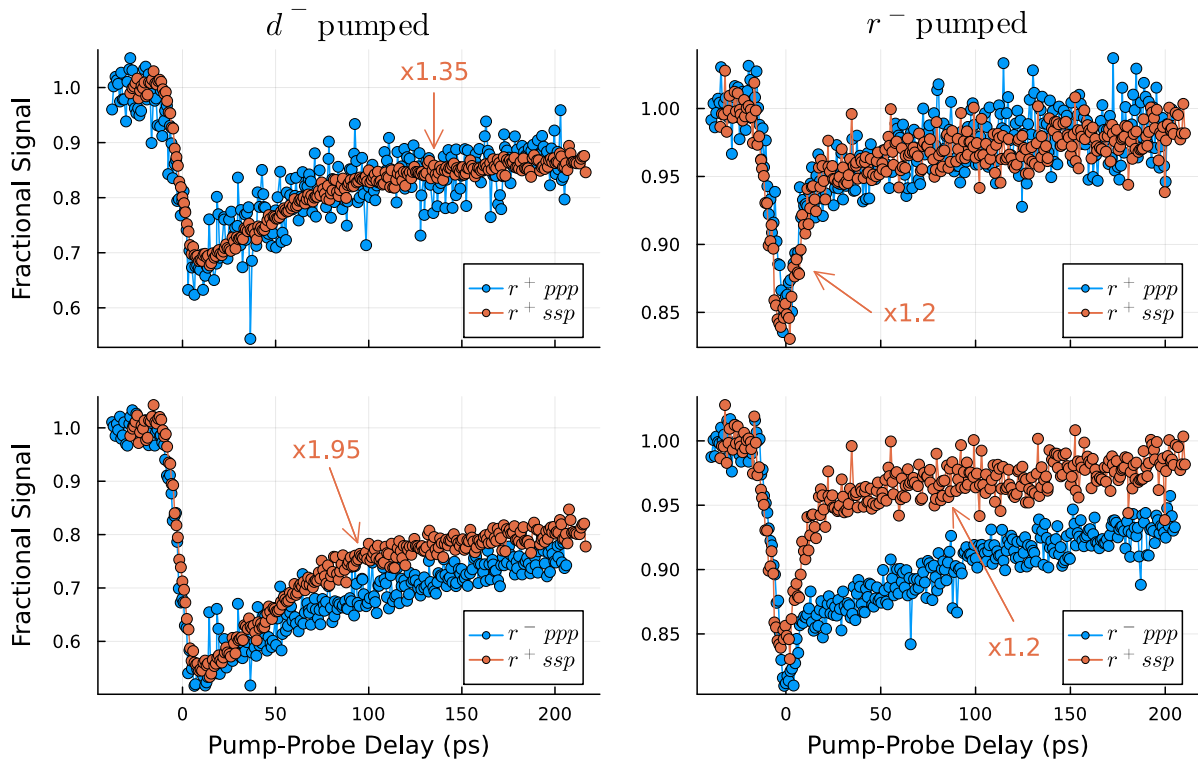 d⁻ pumped
r⁻ pumped
Fractional Signal
1.0
0.9
0.8
0.7
0.6
x1.35
r⁺ ppp
r⁺ ssp
1.00
0.95
0.90
0.85
x1.2
r⁺ ppp
r⁺ ssp
Fractional Signal
1.0
0.8
0.7
0.6
x1.95
r⁻ ppp
r⁺ ssp
0
50
100
150
200
Pump-Probe Delay (ps)
1.00
0.95
0.90
0.85
x1.2
r⁻ ppp
r⁺ ssp
0
50
100
150
200
Pump-Probe Delay (ps)